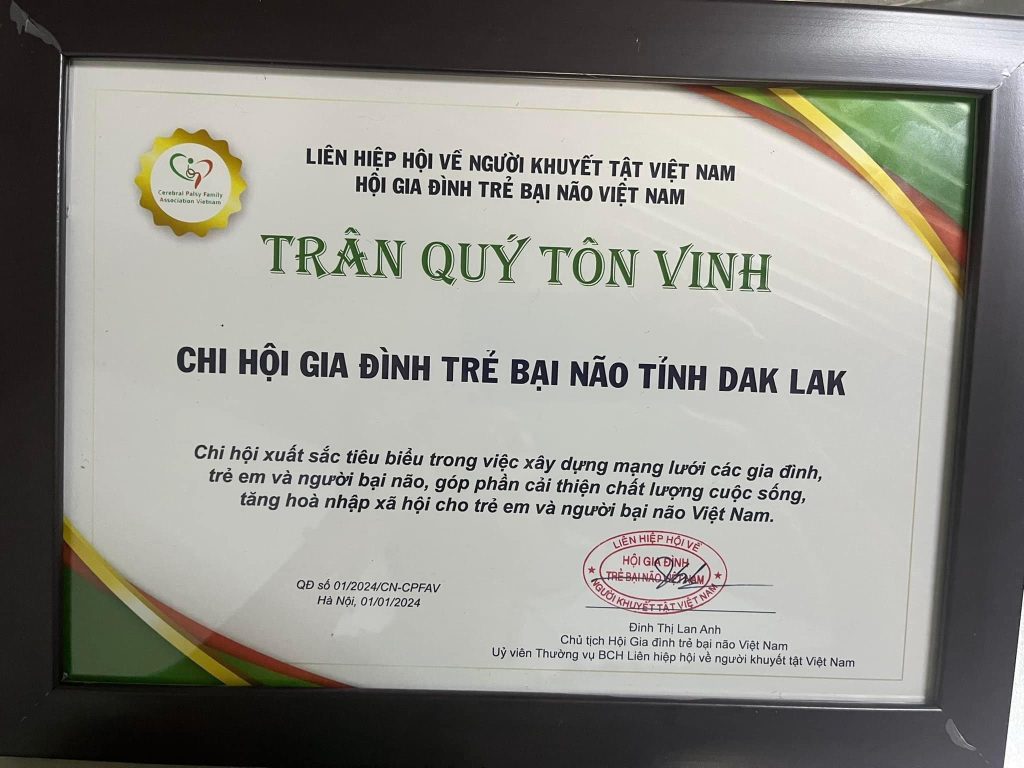 LIÊN HIỆP HỘI VỀ NGƯỜI KHUYẾT TẬT VIỆT NAM
HỘI GIA ĐÌNH TRẺ BẠI NÃO VIỆT NAM
Cerebral Palsy Family
Association Vietnam
TRÂN QUÝ TÔN VINH
CHI HỘI GIA ĐÌNH TRẺ BẠI NÃO TỈNH DAK LAK
Chi hội xuất sắc tiêu biểu trong việc xây dựng mạng lưới các gia đình,
trẻ em và người bại não, góp phần cải thiện chất lượng cuộc sống,
tăng hoà nhập xã hội cho trẻ em và người bại não Việt Nam.
LIÊN HIỆP HỘI VỀ
HỘI GIA ĐÌNH
TRẺ BẠI NÃO VIỆT NAM
NGƯỜI KHUYẾT TẬT VIỆT NAM
QĐ số 01/2024/CN-CPFAV
Hà Nội, 01/01/2024
Đinh Thị Lan Anh
Chủ tịch Hội Gia đình trẻ bại não Việt Nam
Uỷ viên Thường vụ BCH Liên hiệp hội về người khuyết tật Việt Nam